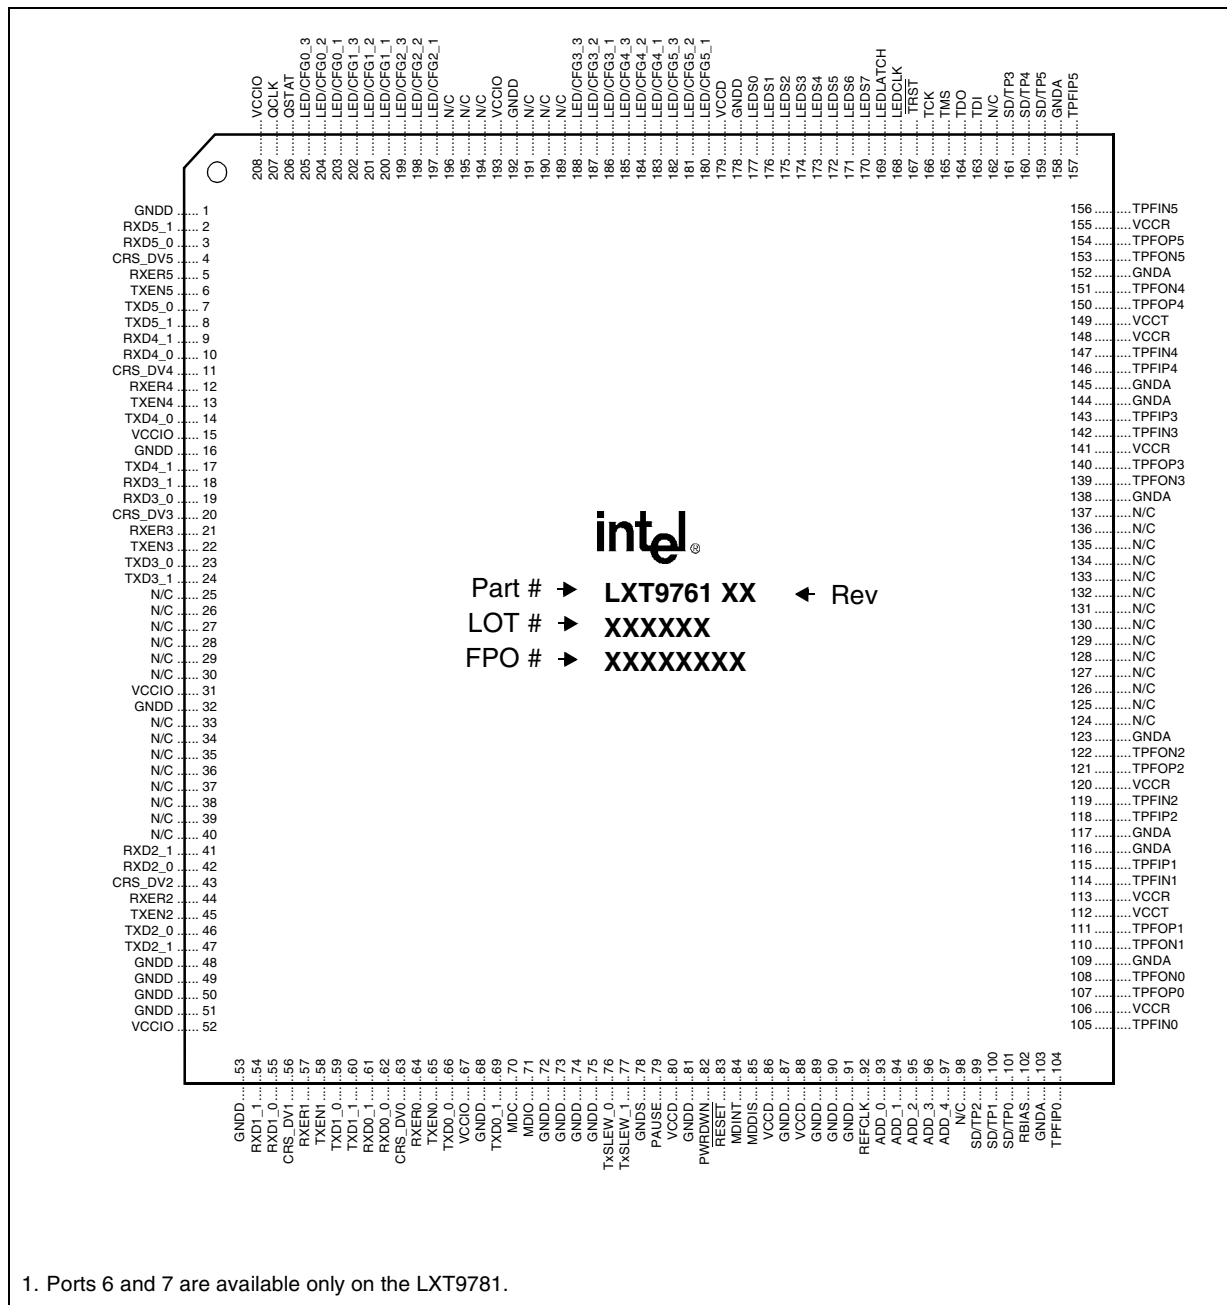 208.......VCCIO
207.......QCLK
206.......QSTAT
205.......LED/CFG0_3
204.......LED/CFG0_2
203.......LED/CFG0_1
202.......LED/CFG1_3
201.......LED/CFG1_2
200.......LED/CFG1_1
199.......LED/CFG2_3
198.......LED/CFG2_2
197.......LED/CFG2_1
196.......N/C
195.......N/C
194.......N/C
193.......VCCIO
192.......GNDD
191.......N/C
190.......N/C
189.......N/C
188.......LED/CFG3_3
187.......LED/CFG3_2
186.......LED/CFG3_1
185.......LED/CFG4_3
184.......LED/CFG4_2
183.......LED/CFG4_1
182.......LED/CFG5_3
181.......LED/CFG5_2
180.......LED/CFG5_1
179.......VCCD
178.......GNDD
177.......LEDS0
176.......LEDS1
175.......LEDS2
174.......LEDS3
173.......LEDS4
172.......LEDS5
171.......LEDS6
170.......LEDS7
169.......LEDLATCH
168.......LEDCLK
167.......TRST
166.......TCK
165.......TMS
164.......TDO
163.......TDI
162.......N/C
161.......SD/TP3
160.......SD/TP4
159.......SD/TP5
158.......GNDA
157.......TPFIP5
GNDD ...... 1
RXD5_1 ...... 2
RXD5_0 ...... 3
CRS_DV5 ...... 4
RXER5 ...... 5
TXEN5 ...... 6
TXD5_0 ...... 7
TXD5_1 ...... 8
RXD4_1 ...... 9
RXD4_0 ...... 10
CRS_DV4 ...... 11
RXER4 ...... 12
TXEN4 ...... 13
TXD4_0 ...... 14
VCCIO ...... 15
GNDD ...... 16
TXD4_1 ...... 17
RXD3_1 ...... 18
RXD3_0 ...... 19
CRS_DV3 ...... 20
RXER3 ...... 21
TXEN3 ...... 22
TXD3_0 ...... 23
TXD3_1 ...... 24
N/C ...... 25
N/C ...... 26
N/C ...... 27
N/C ...... 28
N/C ...... 29
N/C ...... 30
VCCIO ...... 31
GNDD ...... 32
N/C ...... 33
N/C ...... 34
N/C ...... 35
N/C ...... 36
N/C ...... 37
N/C ...... 38
N/C ...... 39
N/C ...... 40
RXD2_1 ...... 41
RXD2_0 ...... 42
CRS_DV2 ...... 43
RXER2 ...... 44
TXEN2 ...... 45
TXD2_0 ...... 46
TXD2_1 ...... 47
GNDD ...... 48
GNDD ...... 49
GNDD ...... 50
GNDD ...... 51
VCCIO ...... 52
intel®
Part # → LXT9761 XX ← Rev
LOT # → XXXXXX
FPO # → XXXXXXXX
156..........TPFIN5
155..........VCCR
154..........TPFOP5
153..........TPFON5
152..........GNDA
151..........TPFON4
150..........TPFOP4
149..........VCCT
148..........VCCR
147..........TPFIN4
146..........TPFIP4
145..........GNDA
144..........GNDA
143..........TPFIP3
142..........TPFIN3
141..........VCCR
140..........TPFOP3
139..........TPFON3
138..........GNDA
137..........N/C
136..........N/C
135..........N/C
134..........N/C
133..........N/C
132..........N/C
131..........N/C
130..........N/C
129..........N/C
128..........N/C
127..........N/C
126..........N/C
125..........N/C
124..........N/C
123..........GNDA
122..........TPFON2
121..........TPFOP2
120..........VCCR
119..........TPFIN2
118..........TPFIP2
117..........GNDA
116..........GNDA
115..........TPFIP1
114..........TPFIN1
113..........VCCR
112..........VCCT
111..........TPFOP1
110..........TPFON1
109..........GNDA
108..........TPFON0
107..........TPFOP0
106..........VCCR
105..........TPFIN0
GNDD....53
RXD1_1....54
RXD1_0....55
CRS_DV1....56
RXER1....57
TXEN1....58
TXD1_0....59
TXD1_1....60
RXD0_1....61
RXD0_0....62
CRS_DV0....63
RXER0....64
TXEN0....65
TXD0_0....66
VCCIO....67
GNDD....68
TXD0_1....69
MDC....70
MDIO....71
GNDD....72
GNDD....73
GNDD....74
GNDD....75
TxSLEW_0....76
TxSLEW_1....77
GNDS....78
PAUSE....79
VCCD....80
GNDD....81
PWRDWN....82
RESET....83
MDINT....84
MDDIS....85
VCCD....86
GNDD....87
VCCD....88
GNDD....89
GNDD....90
GNDD....91
REFCLK....92
ADD_0....93
ADD_1....94
ADD_2....95
ADD_3....96
ADD_4....97
N/C....98
SD/TP2....99
SD/TP1....100
SD/TP0....101
RBIAS....102
GNDA....103
TPFIP0....104
1. Ports 6 and 7 are available only on the LXT9781.